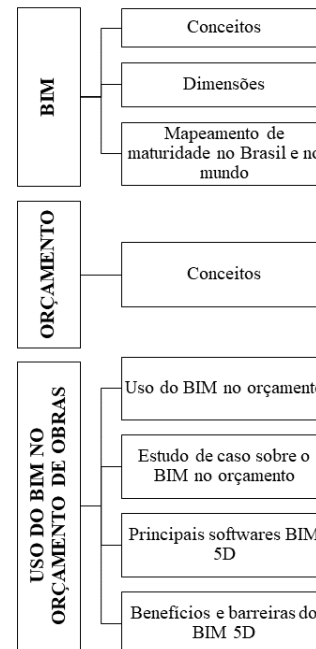 BIM
Conceitos
Dimensões
Mapeamento de
maturidade no Brasil e no
mundo
ORÇAMENTO
Conceitos
USO DO BIM NO
ORÇAMENTO DE OBRAS
Uso do BIM no orçamento
Estudo de caso sobre o
BIM no orçamento
Principais softwares BIM
5D
Benefícios e barreiras do
BIM 5D